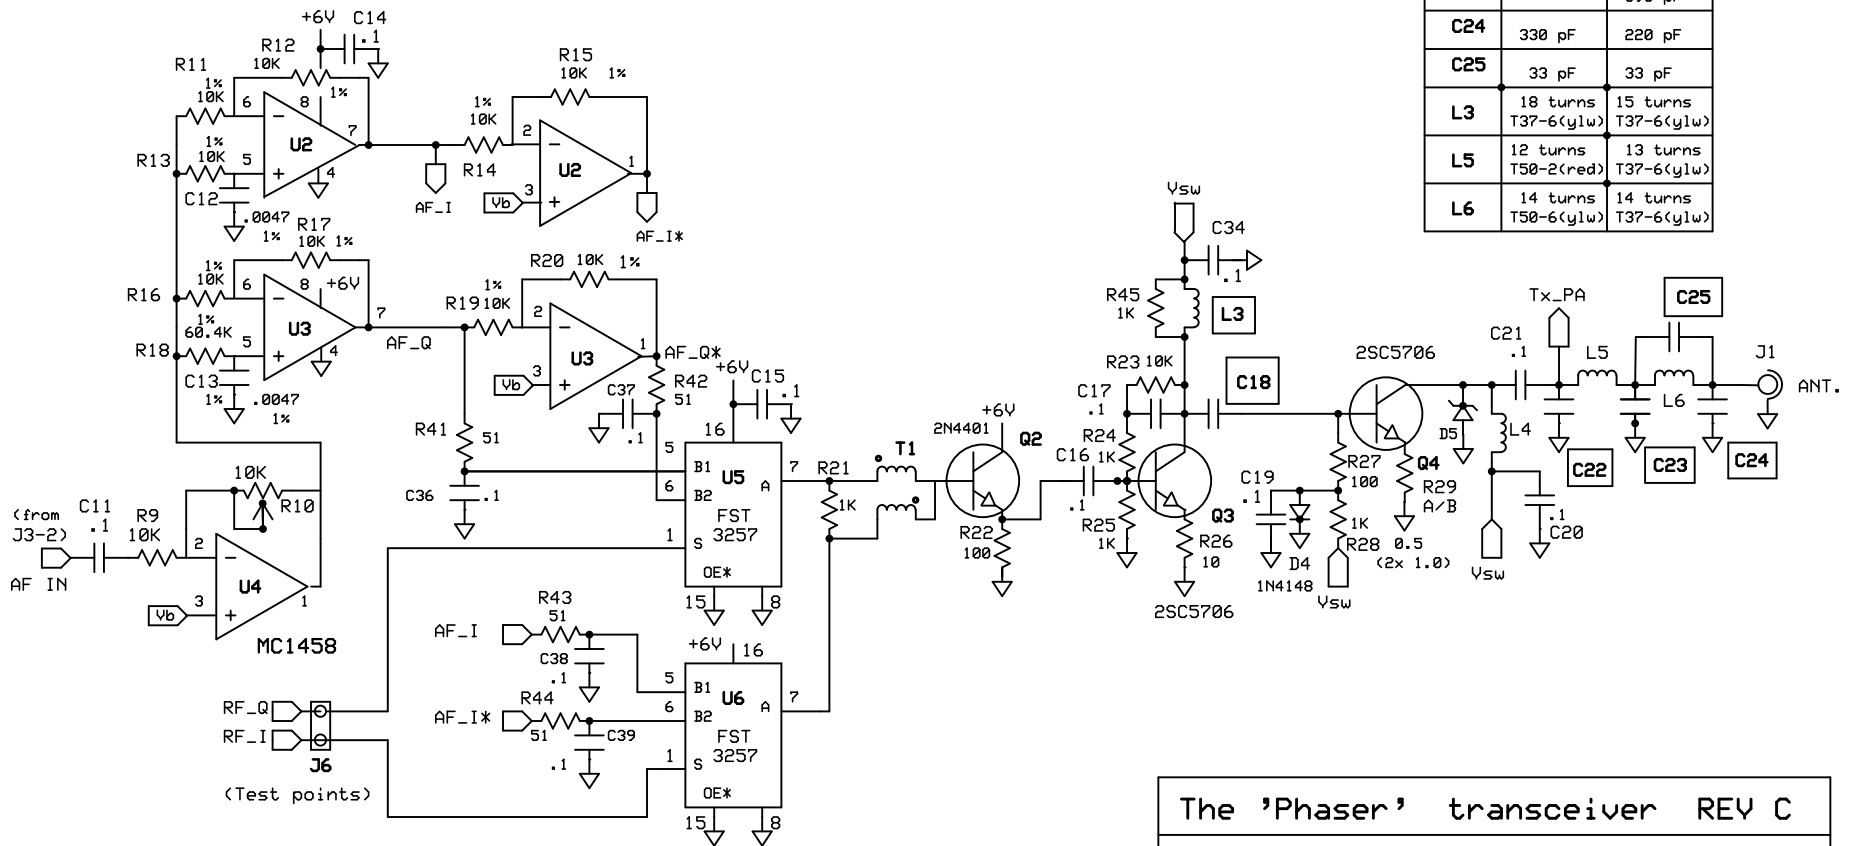 +6V C14
.1
R12
10K
1%
R11
1%
10K
6
8
7
U2
5
4
R13
1%
10K
C12
.0047
1%
AF_I
R15
10K 1%
1%
10K
R14
2
3
1
U2
Vb
AF_I*
R17
10K 1%
R16
1%
10K
6
8
+6V
7
U3
5
4
1%
60.4K
R18
C13
1%
.0047
1%
AF_Q
R20 10K 1%
1%
R19 10K
2
3
1
U3
Vb
AF_Q*
R42
51
C37
.1
+6V
C15
.1
R41
51
C36
.1
16
5
6
1
7
B1
B2
S
A
U5
FST
3257
OE*
15
8
(from
J3-2)
AF IN
C11
.1
R9
10K
10K
R10
2
3
1
U4
Vb
MC1458
RF_Q
RF_I
J6
(Test points)
R43
51
AF_I
C38
.1
R44
51
AF_I*
C39
.1
+6V
16
5
6
1
7
B1
B2
S
A
U6
FST
3257
OE*
15
8
R21
1K
T1
+6V
2N4401
Q2
R22
100
C16
.1
Vsw
C34
.1
R45
1K
L3
R23 10K
C17
.1
R24
1K
R25
1K
Q3
R26
10
2SC5706
C18
2SC5706
Q4
R27
100
C19
.1
D4
1N4148
1K
R28
Vsw
R29
A/B
0.5
(2x 1.0)
D5
L4
Vsw
C20
.1
C21
.1
Tx_PA
L5
C25
L6
J1
ANT.
C22
C23
C24
C24 330 pF 220 pF
C25 33 pF 33 pF
L3 18 turns T37-6(ylw) 15 turns T37-6(ylw)
L5 12 turns T50-2(red) 13 turns T37-6(ylw)
L6 14 turns T50-6(ylw) 14 turns T37-6(ylw)
The 'Phaser' transceiver REV C